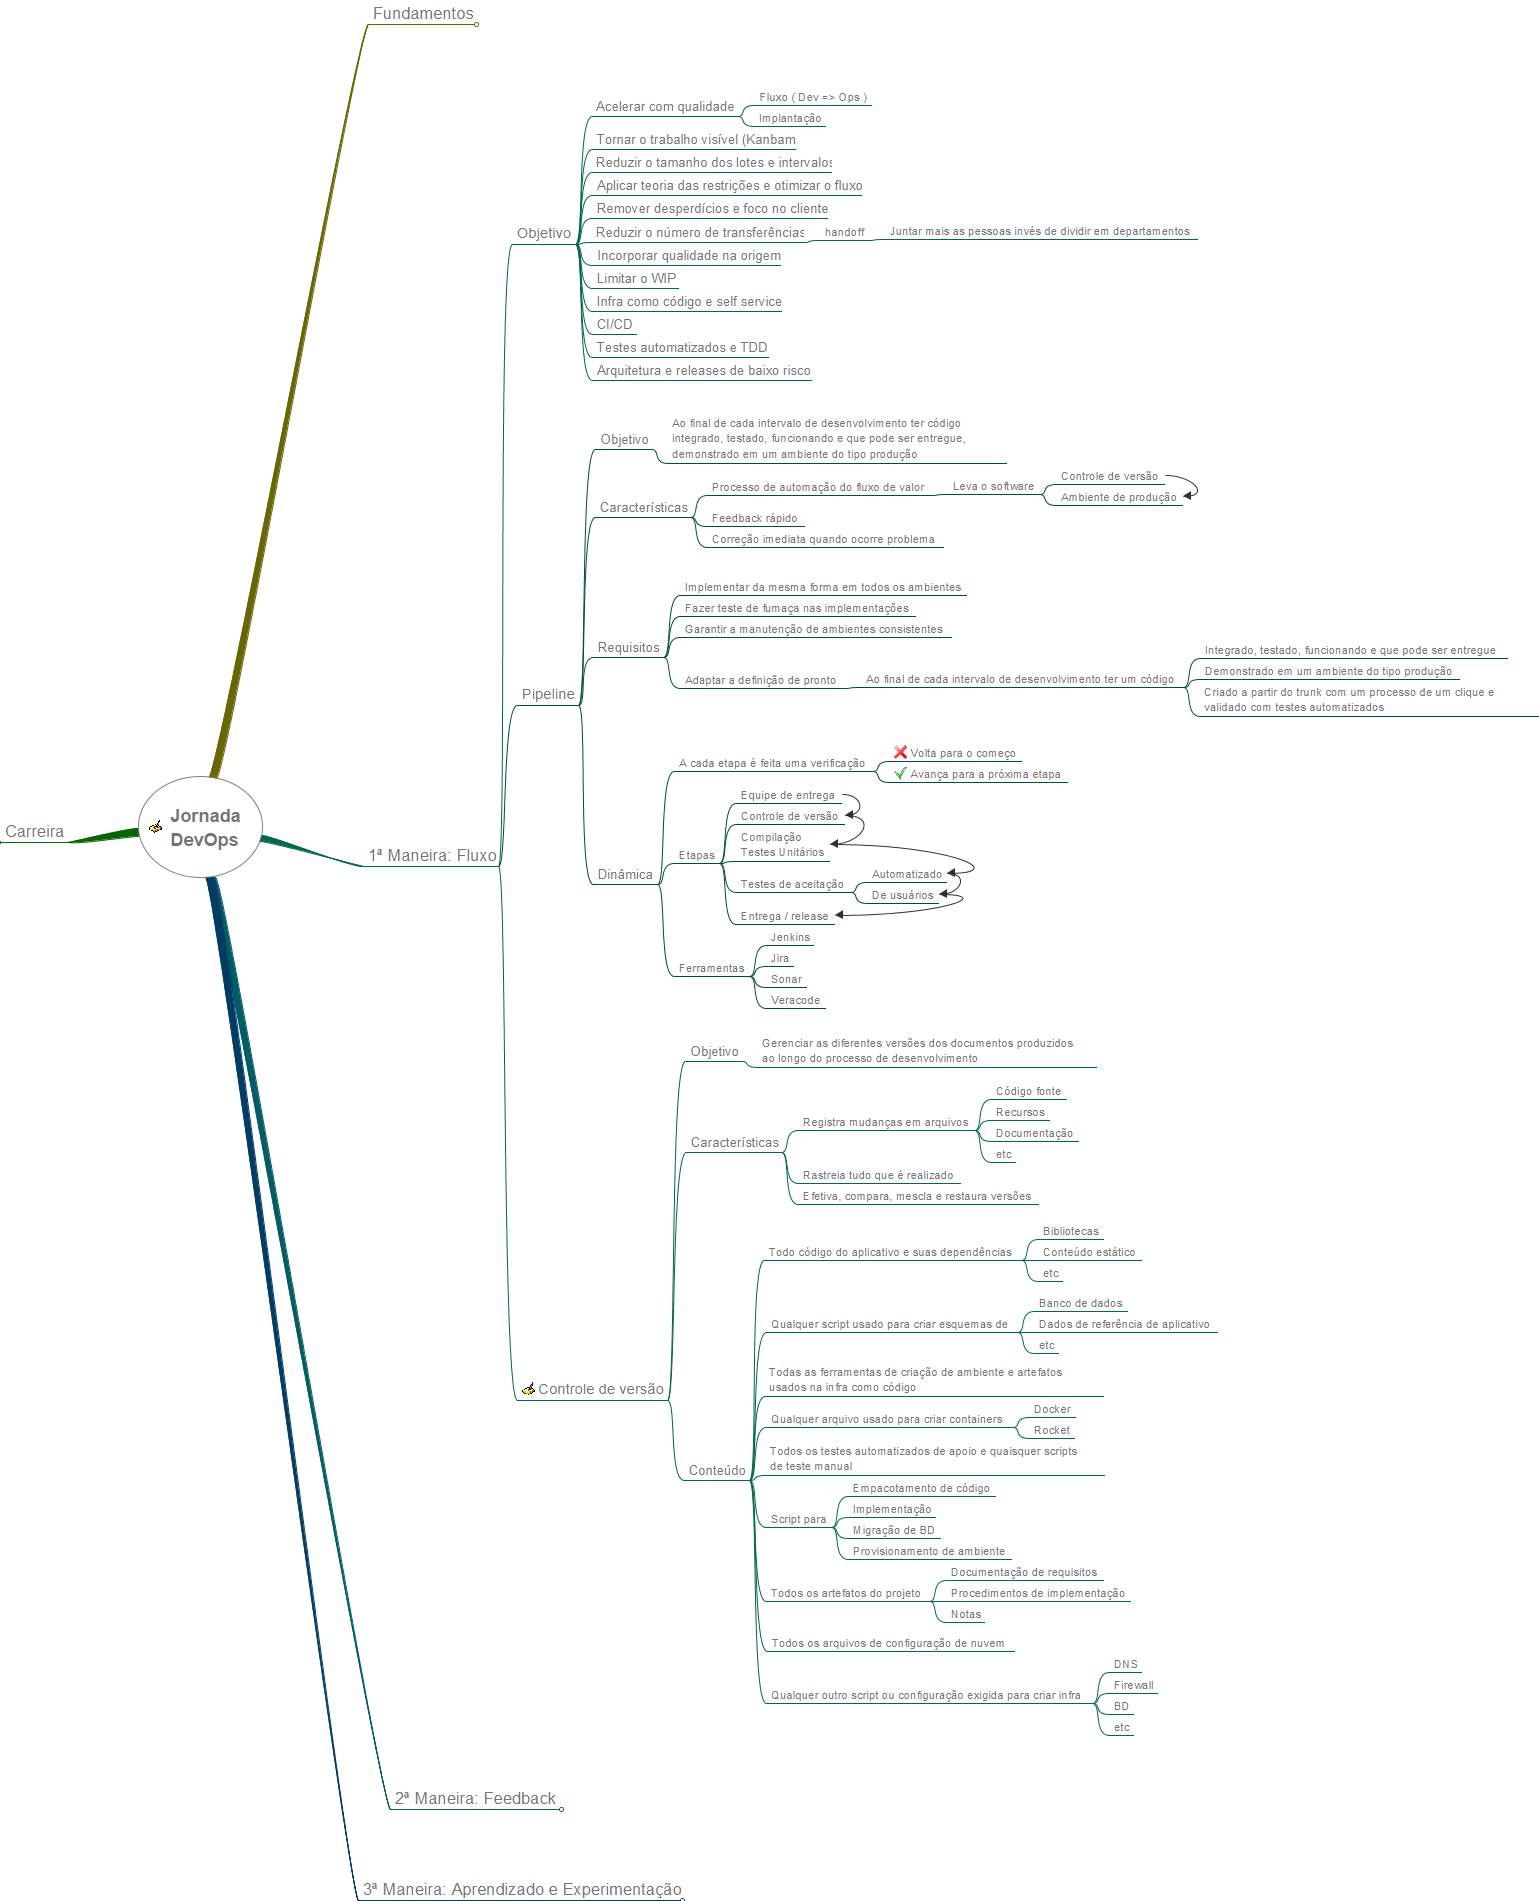 Fundamentos
Acelerar com qualidade
Fluxo ( Dev => Ops )
Implantação
Tornar o trabalho visível (Kanbam
Reduzir o tamanho dos lotes e intervalos
Aplicar teoria das restrições e otimizar o fluxo
Remover desperdícios e foco no cliente
Objetivo
Reduzir o número de transferências
handoff
Juntar mais as pessoas invés de dividir em departamentos
Incorporar qualidade na origem
Limitar o WIP
Infra como código e self service
CI/CD
Testes automatizados e TDD
Arquitetura e releases de baixo risco
Objetivo
Ao final de cada intervalo de desenvolvimento ter código
integrado, testado, funcionando e que pode ser entregue,
demonstrado em um ambiente do tipo produção
Características
Processo de automação do fluxo de valor
Leva o software
Controle de versão
Ambiente de produção
Feedback rápido
Correção imediata quando ocorre problema
Pipeline
Requisitos
Implementar da mesma forma em todos os ambientes
Fazer teste de fumaça nas implementações
Garantir a manutenção de ambientes consistentes
Adaptar a definição de pronto
Ao final de cada intervalo de desenvolvimento ter um código
Integrado, testado, funcionando e que pode ser entregue
Demonstrado em um ambiente do tipo produção
Criado a partir do trunk com um processo de um clique e
validado com testes automatizados
Dinâmica
A cada etapa é feita uma verificação
Volta para o começo
Avança para a próxima etapa
Etapas
Equipe de entrega
Controle de versão
Compilação
Testes Unitários
Testes de aceitação
Automatizado
De usuários
Entrega / release
Ferramentas
Jenkins
Jira
Sonar
Veracode
Carreira
Jornada
DevOps
1ª Maneira: Fluxo
Controle de versão
Objetivo
Gerenciar as diferentes versões dos documentos produzidos
ao longo do processo de desenvolvimento
Características
Registra mudanças em arquivos
Código fonte
Recursos
Documentação
etc
Rastreia tudo que é realizado
Efetiva, compara, mescla e restaura versões
Conteúdo
Todo código do aplicativo e suas dependências
Bibliotecas
Conteúdo estático
etc
Qualquer script usado para criar esquemas de
Banco de dados
Dados de referência de aplicativo
etc
Todas as ferramentas de criação de ambiente e artefatos
usados na infra como código
Qualquer arquivo usado para criar containers
Docker
Rocket
Todos os testes automatizados de apoio e quaisquer scripts
de teste manual
Script para
Empacotamento de código
Implementação
Migração de BD
Provisionamento de ambiente
Todos os artefatos do projeto
Documentação de requisitos
Procedimentos de implementação
Notas
Todos os arquivos de configuração de nuvem
Qualquer outro script ou configuração exigida para criar infra
DNS
Firewall
BD
etc
2ª Maneira: Feedback
3ª Maneira: Aprendizado e Experimentação